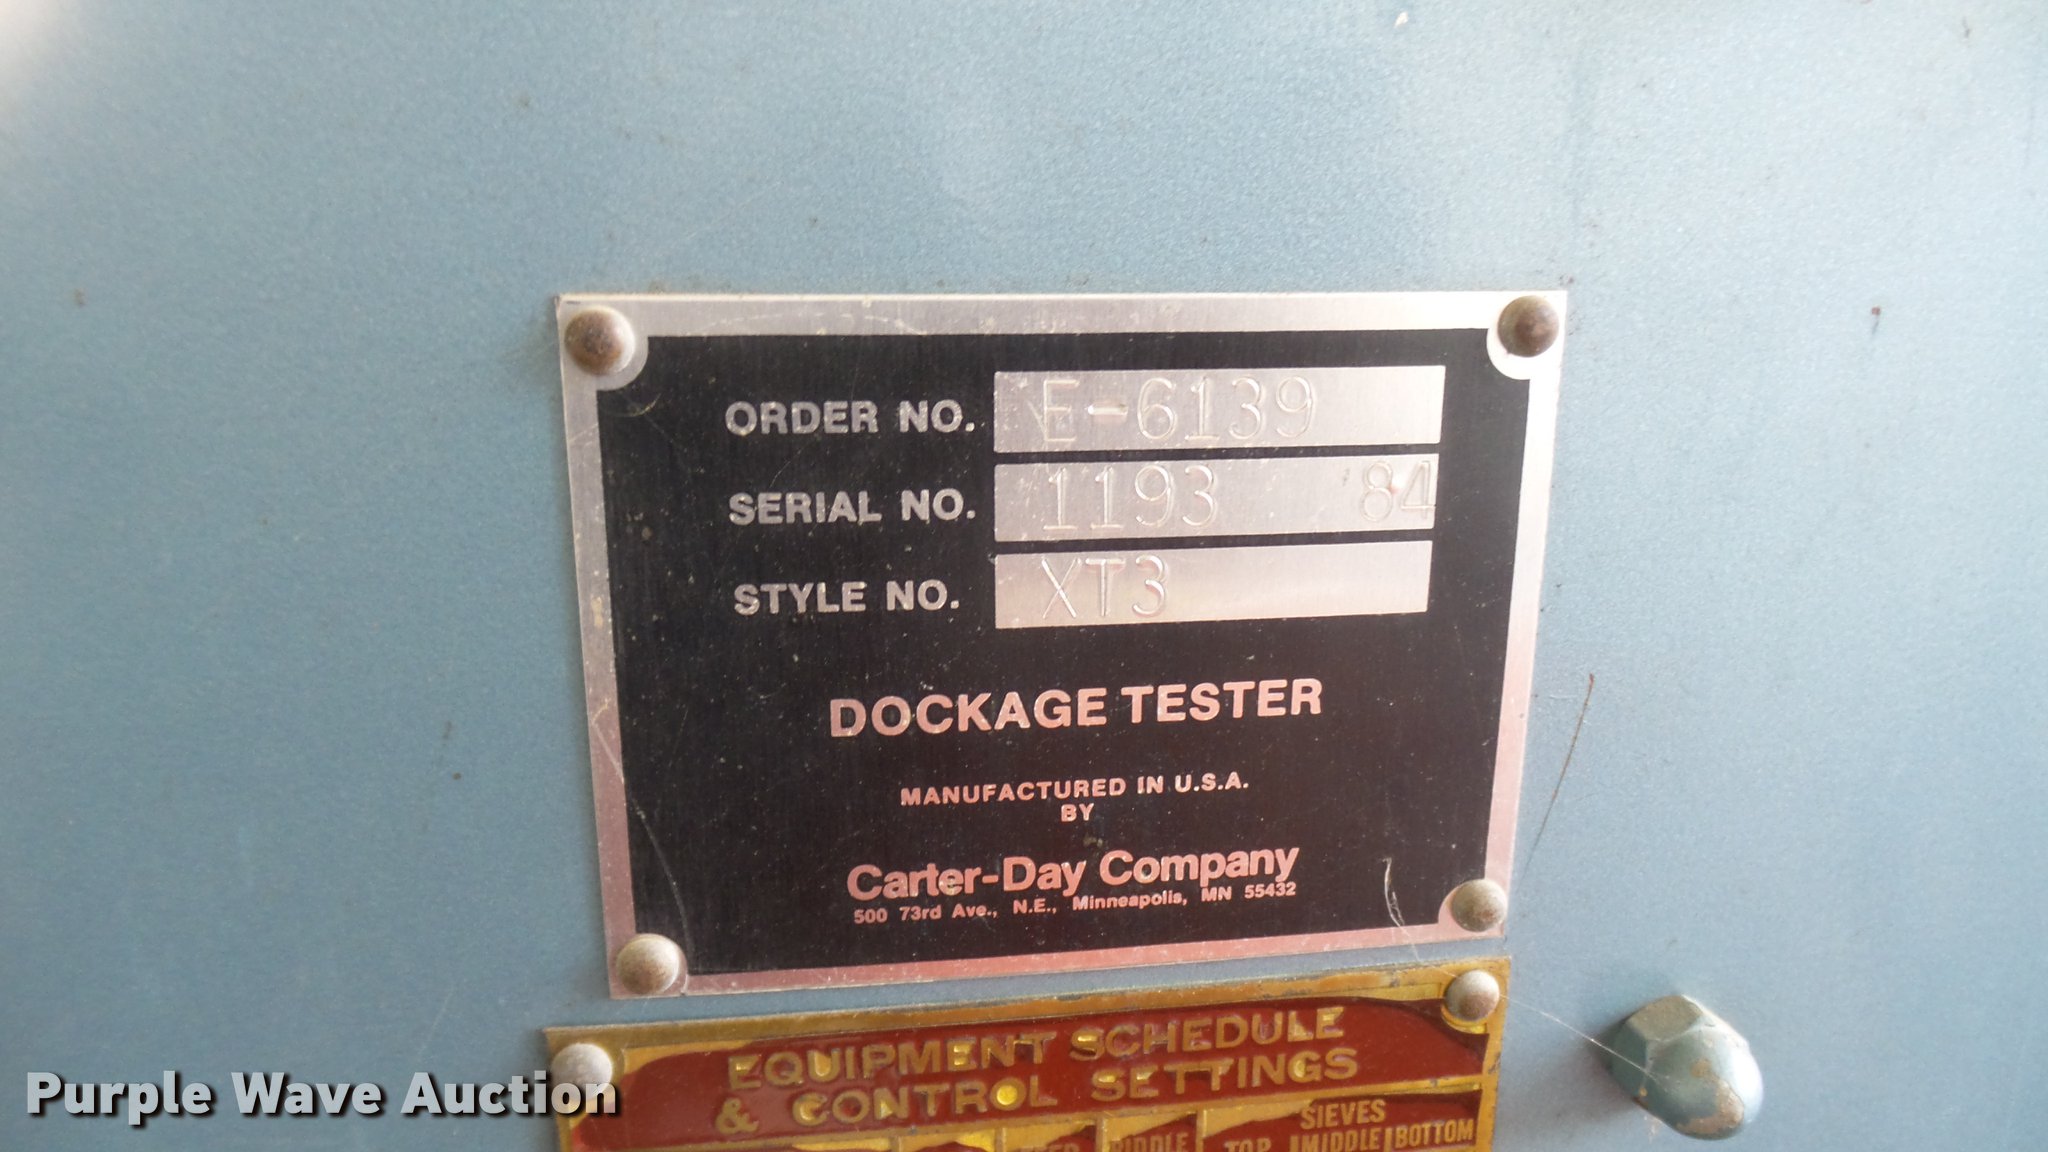 ORDER NO. E-6139
SERIAL NO. 1193 84
STYLE NO. XT3
DOCKAGE TESTER
MANUFACTURED IN U.S.A.
BY
Carter-Day Company
500 73rd Ave., N.E., Minneapolis, MN 55432
EQUIPMENT SCHEDULE
& CONTROL SETTINGS
SIEVES
RIDDLE TOP MIDDLE BOTTOM
Purple Wave Auction